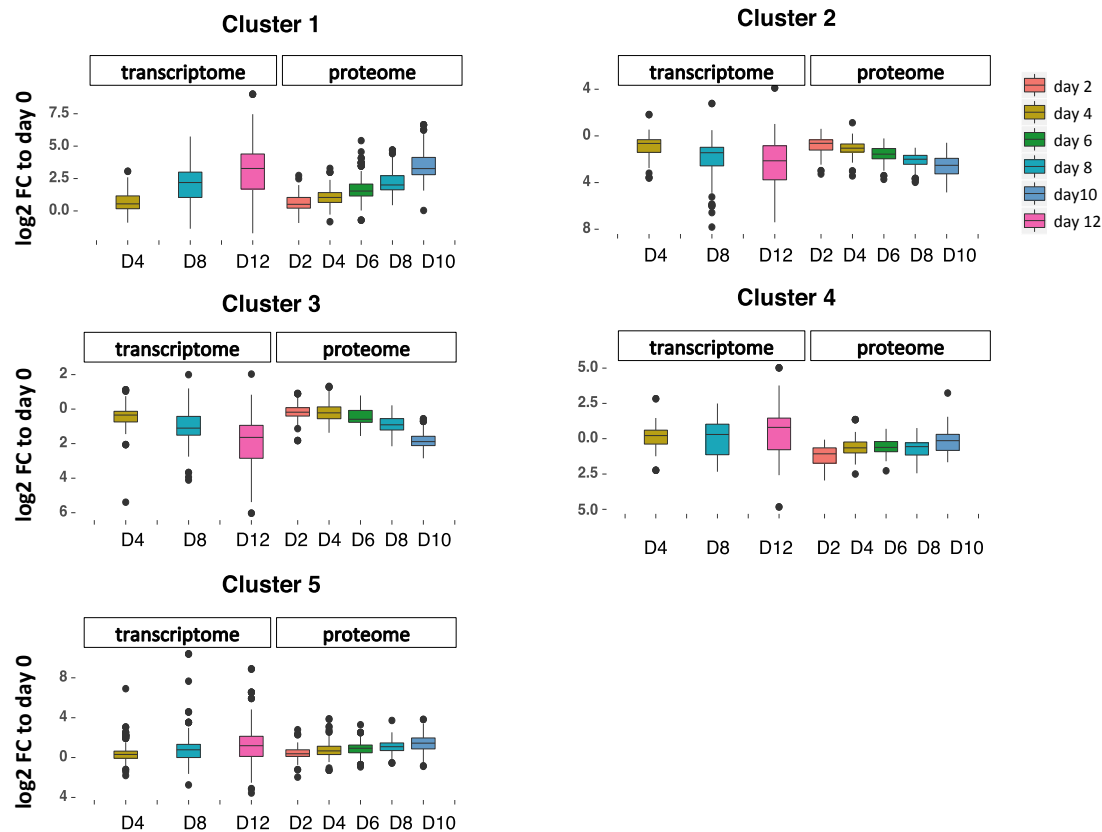 Cluster 1
transcriptome proteome
log2 FC to day 0
7.5
5.0
2.5
0.0
D4 D8 D12 D2 D4 D6 D8 D10
Cluster 2
transcriptome proteome
4
0
4
8
D4 D8 D12 D2 D4 D6 D8 D10
day 2
day 4
day 6
day 8
day10
day 12
Cluster 3
transcriptome proteome
log2 FC to day 0
2
0
2
4
6
D4 D8 D12 D2 D4 D6 D8 D10
Cluster 4
transcriptome proteome
5.0
2.5
0.0
2.5
5.0
D4 D8 D12 D2 D4 D6 D8 D10
Cluster 5
transcriptome proteome
log2 FC to day 0
8
4
0
4
D4 D8 D12 D2 D4 D6 D8 D10